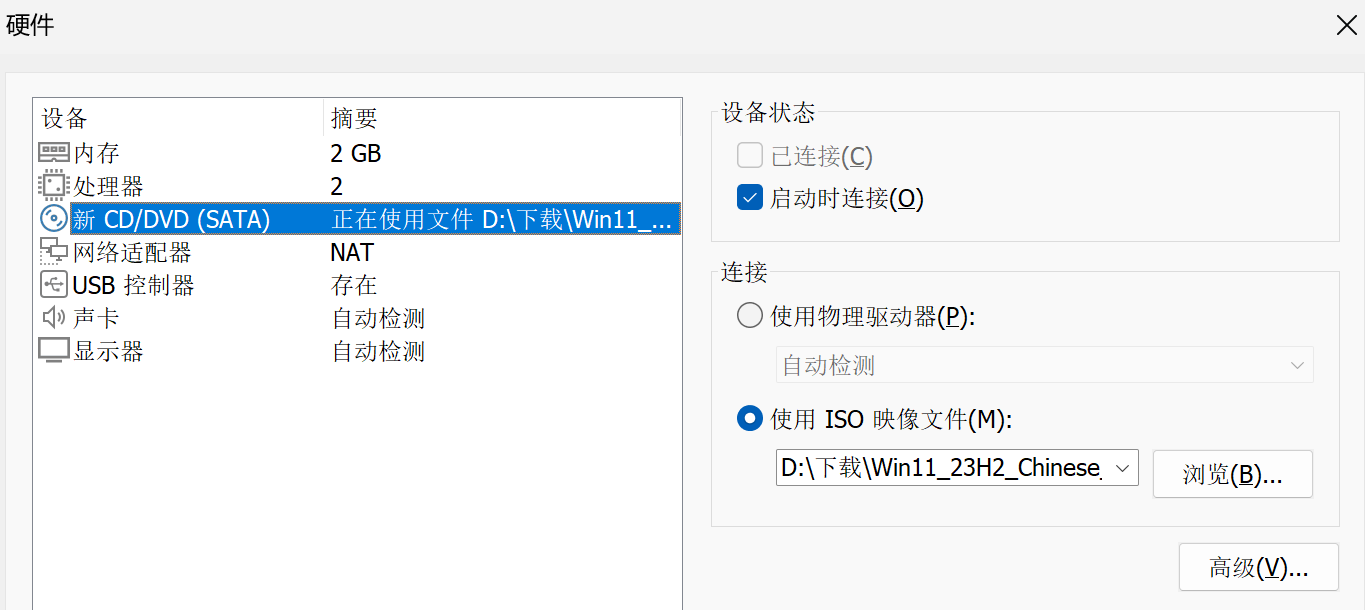 硬件
设备 摘要
内存 2 GB
处理器 2
新 CD/DVD (SATA) 正在使用文件 D:\下载\Win11_...
网络适配器 NAT
USB 控制器 存在
声卡 自动检测
显示器 自动检测
设备状态
已连接(C)
启动时连接(O)
连接
使用物理驱动器(P):
自动检测
使用 ISO 映像文件(M):
D:\下载\Win11_23H2_Chinese_
浏览(B)...
高级(V)...